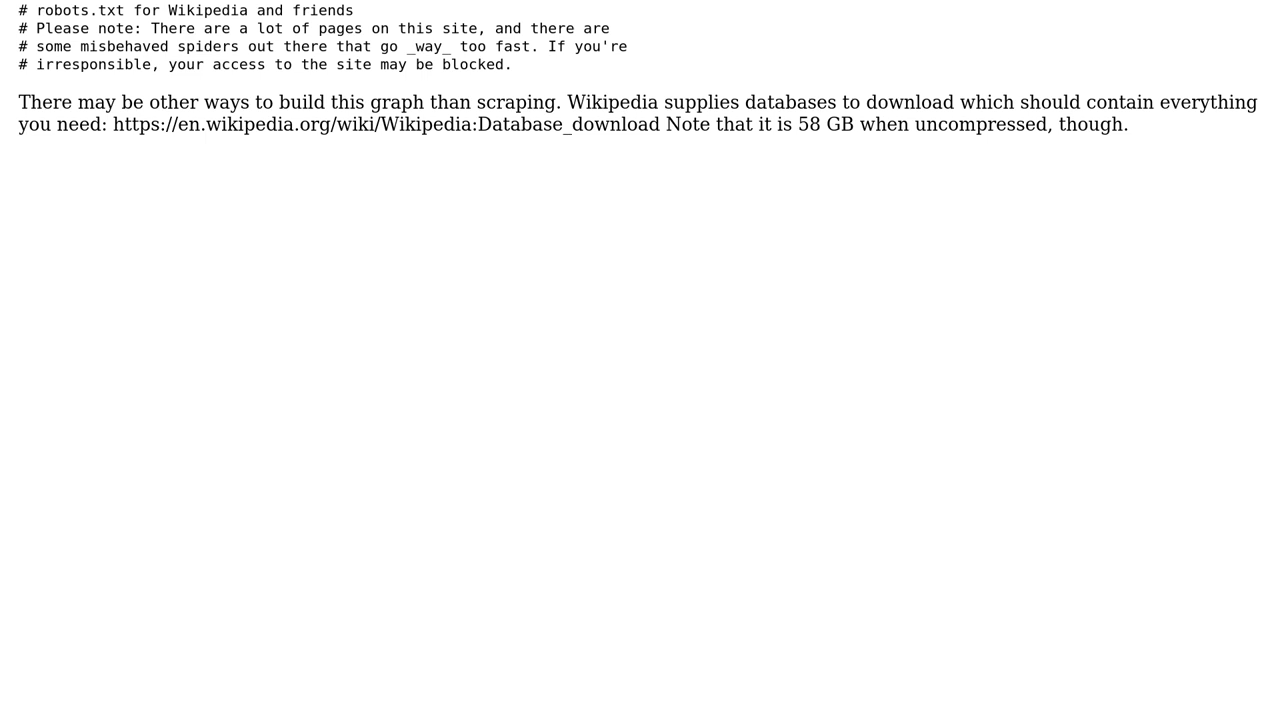 # robots.txt for Wikipedia and friends
# Please note: There are a lot of pages on this site, and there are
# some misbehaved spiders out there that go _way_ too fast. If you're
# irresponsible, your access to the site may be blocked.
There may be other ways to build this graph than scraping. Wikipedia supplies databases to download which should contain everything
you need: https://en.wikipedia.org/wiki/Wikipedia:Database_download Note that it is 58 GB when uncompressed, though.